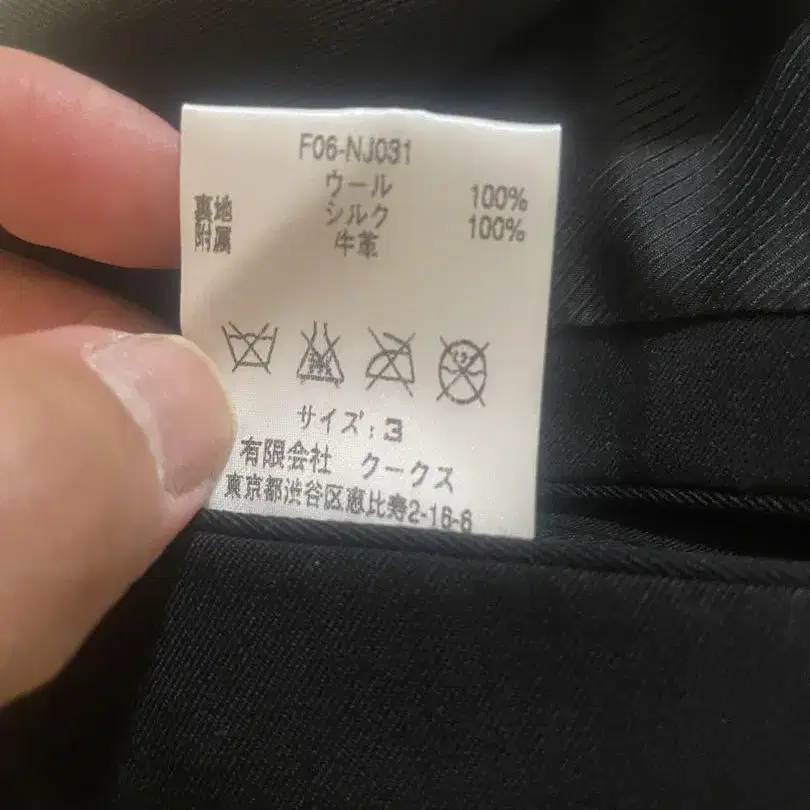 F06-NJ031
ウール 100%
裏地 シルク 100%
附属 牛革
サイズ:3
有限会社 クークス
東京都渋谷区恵比寿2-16-6